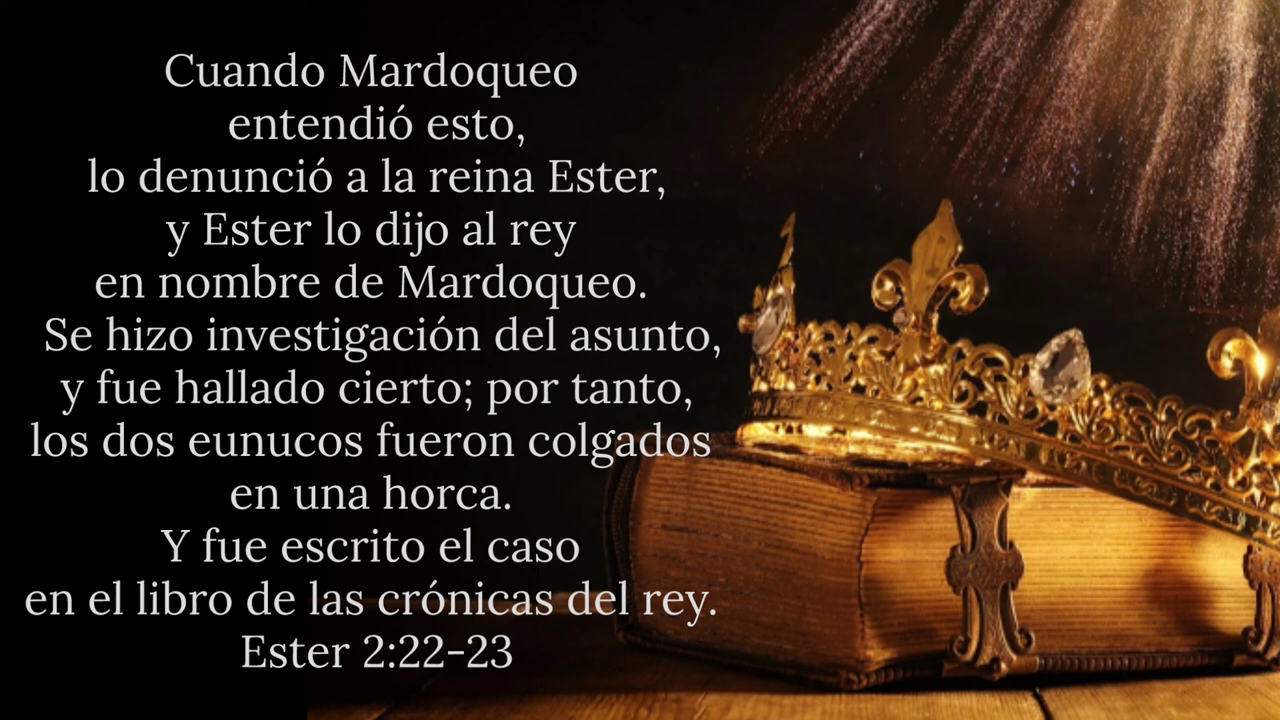 Cuando Mardoqueo
entendió esto,
lo denunció a la reina Ester,
y Ester lo dijo al rey
en nombre de Mardoqueo.
Se hizo investigación del asunto,
y fue hallado cierto; por tanto,
los dos eunucos fueron colgados
en una horca.
Y fue escrito el caso
en el libro de las crónicas del rey.
Ester 2:22-23